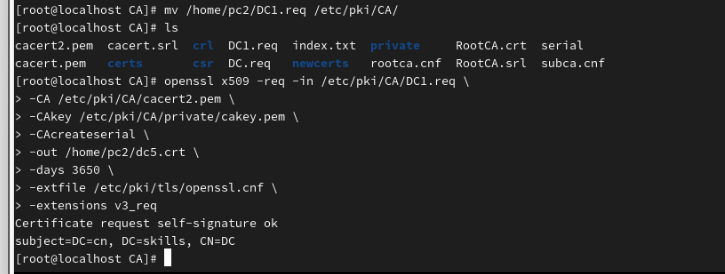 [root@localhost CA]# mv /home/pc2/DC1.req /etc/pki/CA/
[root@localhost CA]# ls
cacert2.pem  cacert.srl  crl  DC1.req  index.txt  private  RootCA.crt  serial
cacert.pem  certs  csr  DC.req  newcerts  rootca.cnf  RootCA.srl  subca.cnf
[root@localhost CA]# openssl x509 -req -in /etc/pki/CA/DC1.req \
> -CA /etc/pki/CA/cacert2.pem \
> -CAkey /etc/pki/CA/private/cakey.pem \
> -CAcreateserial \
> -out /home/pc2/dc5.crt \
> -days 3650 \
> -extfile /etc/pki/tls/openssl.cnf \
> -extensions v3_req
Certificate request self-signature ok
subject=DC=cn, DC=skills, CN=DC
[root@localhost CA]#